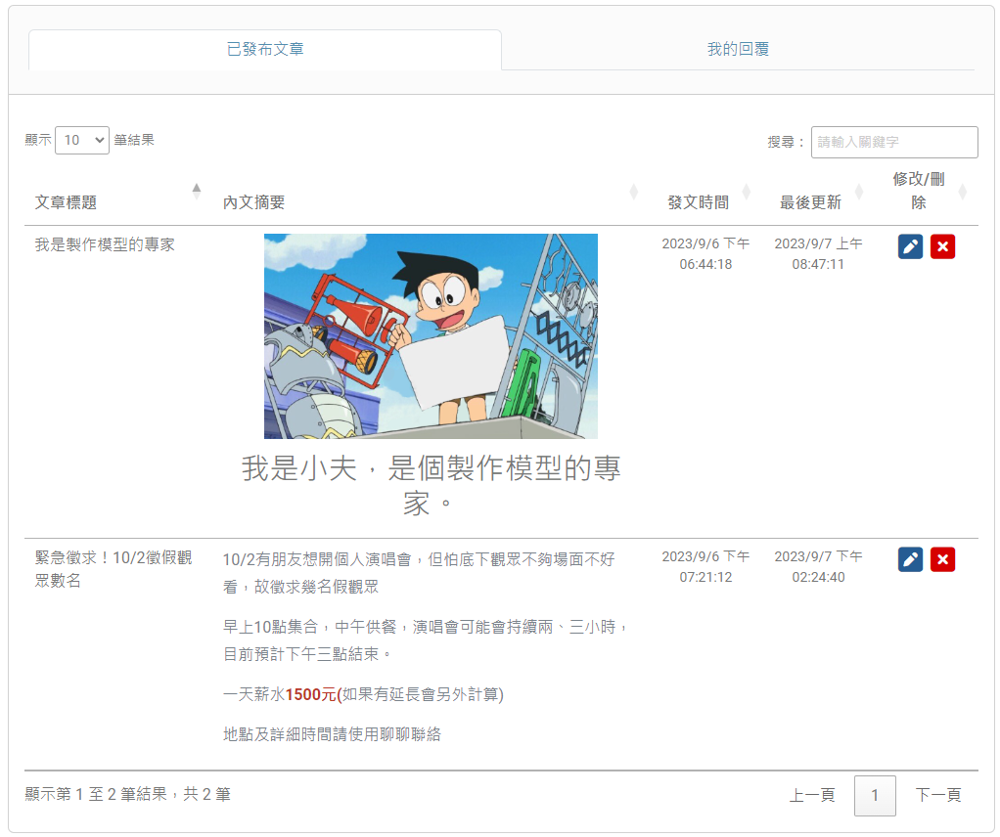 已發布文章 我的回覆
顯示 10 筆結果 搜尋： 請輸入關鍵字
文章標題 內文摘要 發文時間 最後更新 修改/刪
除
我是製作模型的專家 2023/9/6 下午 2023/9/7 上午
06:44:18 08:47:11
我是小夫，是個製作模型的專
家。
緊急徵求！10/2徵假觀 10/2有朋友想開個人演唱會，但怕底下觀眾不夠場面不好 2023/9/6 下午 2023/9/7 下午
眾數名 看，故徵求幾名假觀眾 07:21:12 02:24:40
早上10點集合，中午供餐，演唱會可能會持續兩、三小時，
目前預計下午三點結束。
一天薪水1500元(如果有延長會另外計算)
地點及詳細時間請使用聊聊聯絡
顯示第 1 至 2 筆結果，共 2 筆 上一頁 1 下一頁